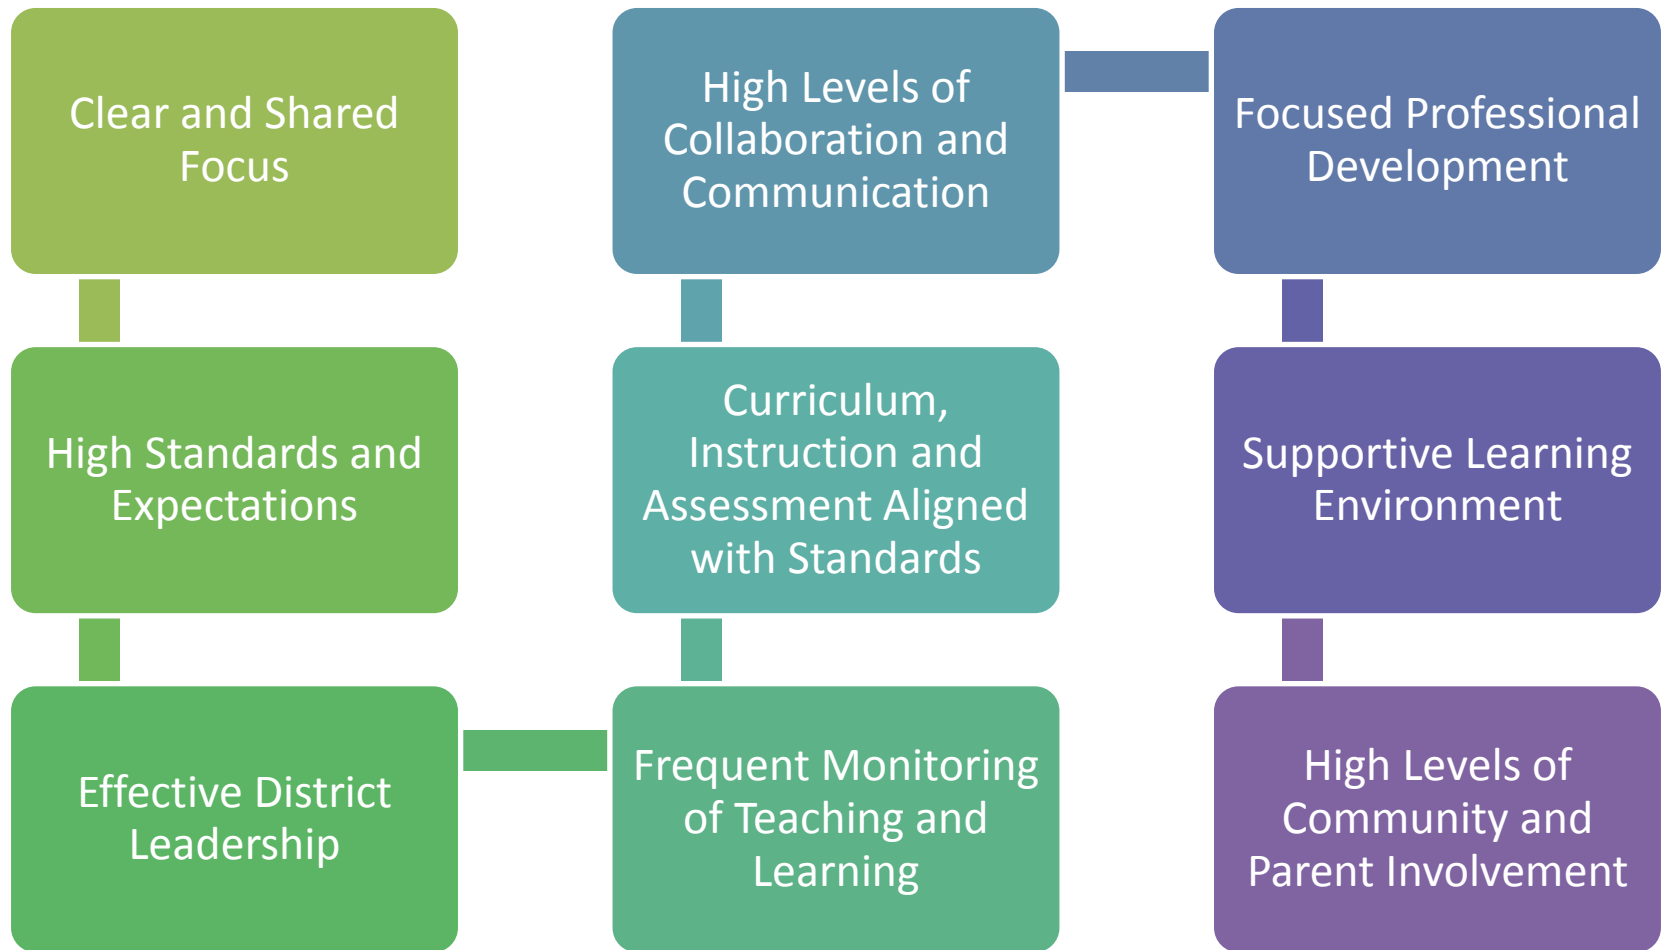 Clear and Shared
Focus
High Standards and
Expectations
Effective District
Leadership
Frequent Monitoring
of Teaching and
Learning
Curriculum,
Instruction and
Assessment Aligned
with Standards
High Levels of
Collaboration and
Communication
Focused Professional
Development
Supportive Learning
Environment
High Levels of
Community and
Parent Involvement